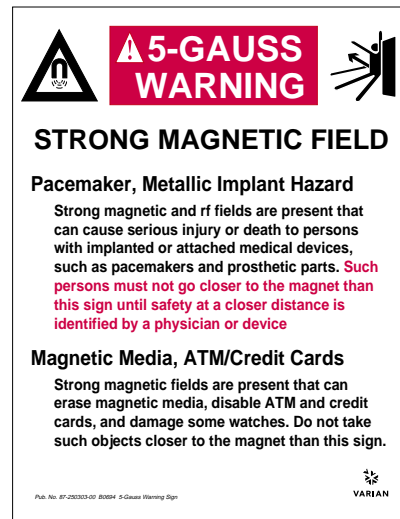 5-GAUSS
WARNING
STRONG MAGNETIC FIELD
Pacemaker, Metallic Implant Hazard
Strong magnetic and rf fields are present that
can cause serious injury or death to persons
with implanted or attached medical devices,
such as pacemakers and prosthetic parts. Such
persons must not go closer to the magnet than
this sign until safety at a closer distance is
identified by a physician or device
Magnetic Media, ATM/Credit Cards
Strong magnetic fields are present that can
erase magnetic media, disable ATM and credit
cards, and damage some watches. Do not take
such objects closer to the magnet than this sign.
Pub. No. 87-250303-00 B0694 5-Gauss Warning Sign
VARIAN